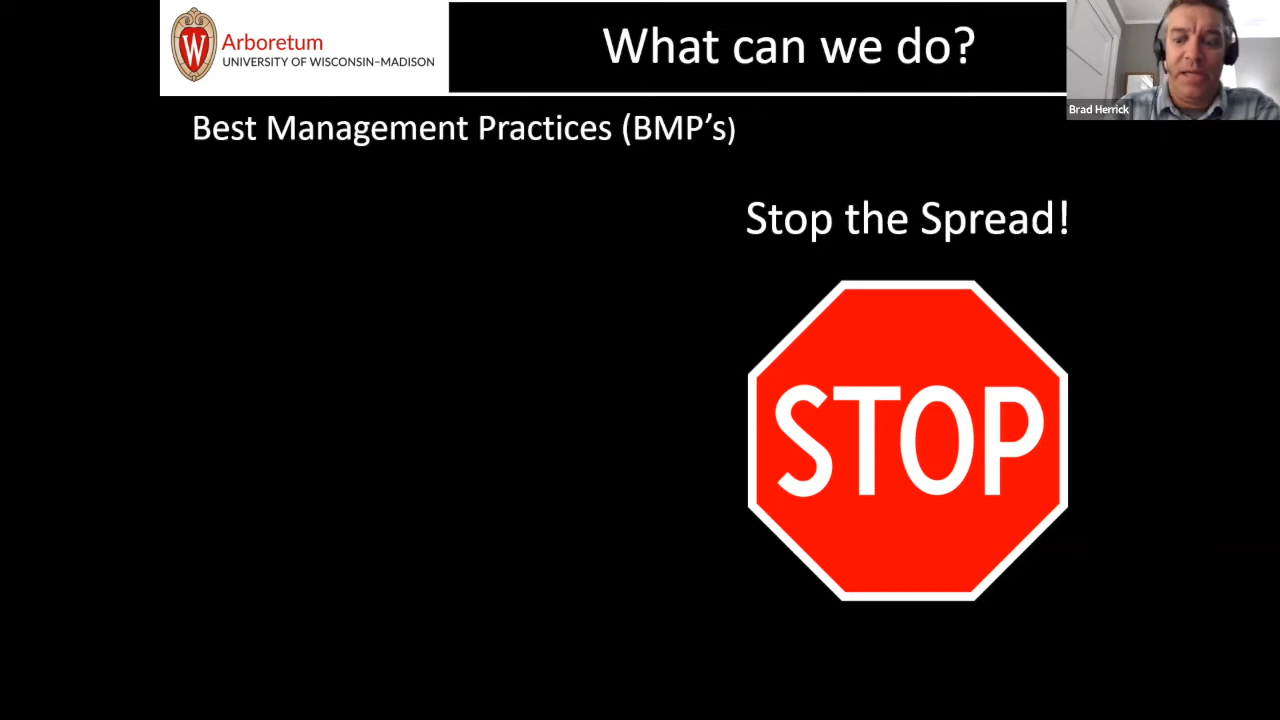 W
Arboretum
UNIVERSITY OF WISCONSIN–MADISON
What can we do?
Brad Herrick
Best Management Practices (BMP’s)
Stop the Spread!
STOP